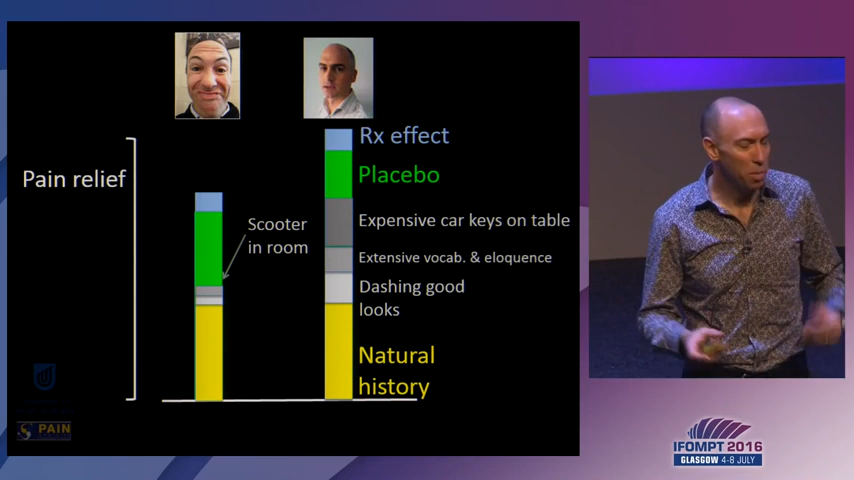 Rx effect
Pain relief
Placebo
Scooter
in room
Expensive car keys on table
Extensive vocab. & eloquence
Dashing good
looks
Natural
history
PAIN
IFOMPT 2016
GLASGOW 4-8 JULY